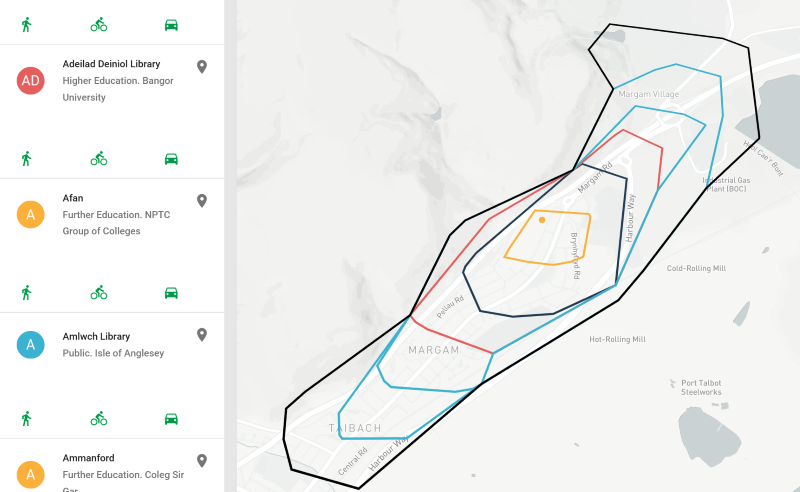 AD
Adeilad Deiniol Library
Higher Education. Bangor
University
A
Afan
Further Education. NPTC
Group of Colleges
A
Amlwch Library
Public. Isle of Anglesey
A
Ammanford
Further Education. Coleg Sir
Gar
Margam Village
Heol Cae'r Bont
Margam Rd
Industrial Gas
Plant (BOC)
Harbour Way
Brynhyfryd Rd
Cold-Rolling Mill
Pellau Rd
Hot-Rolling Mill
MARGAM
Port Talbot
Steelworks
TAIBACH
Central Rd
Harbour Way